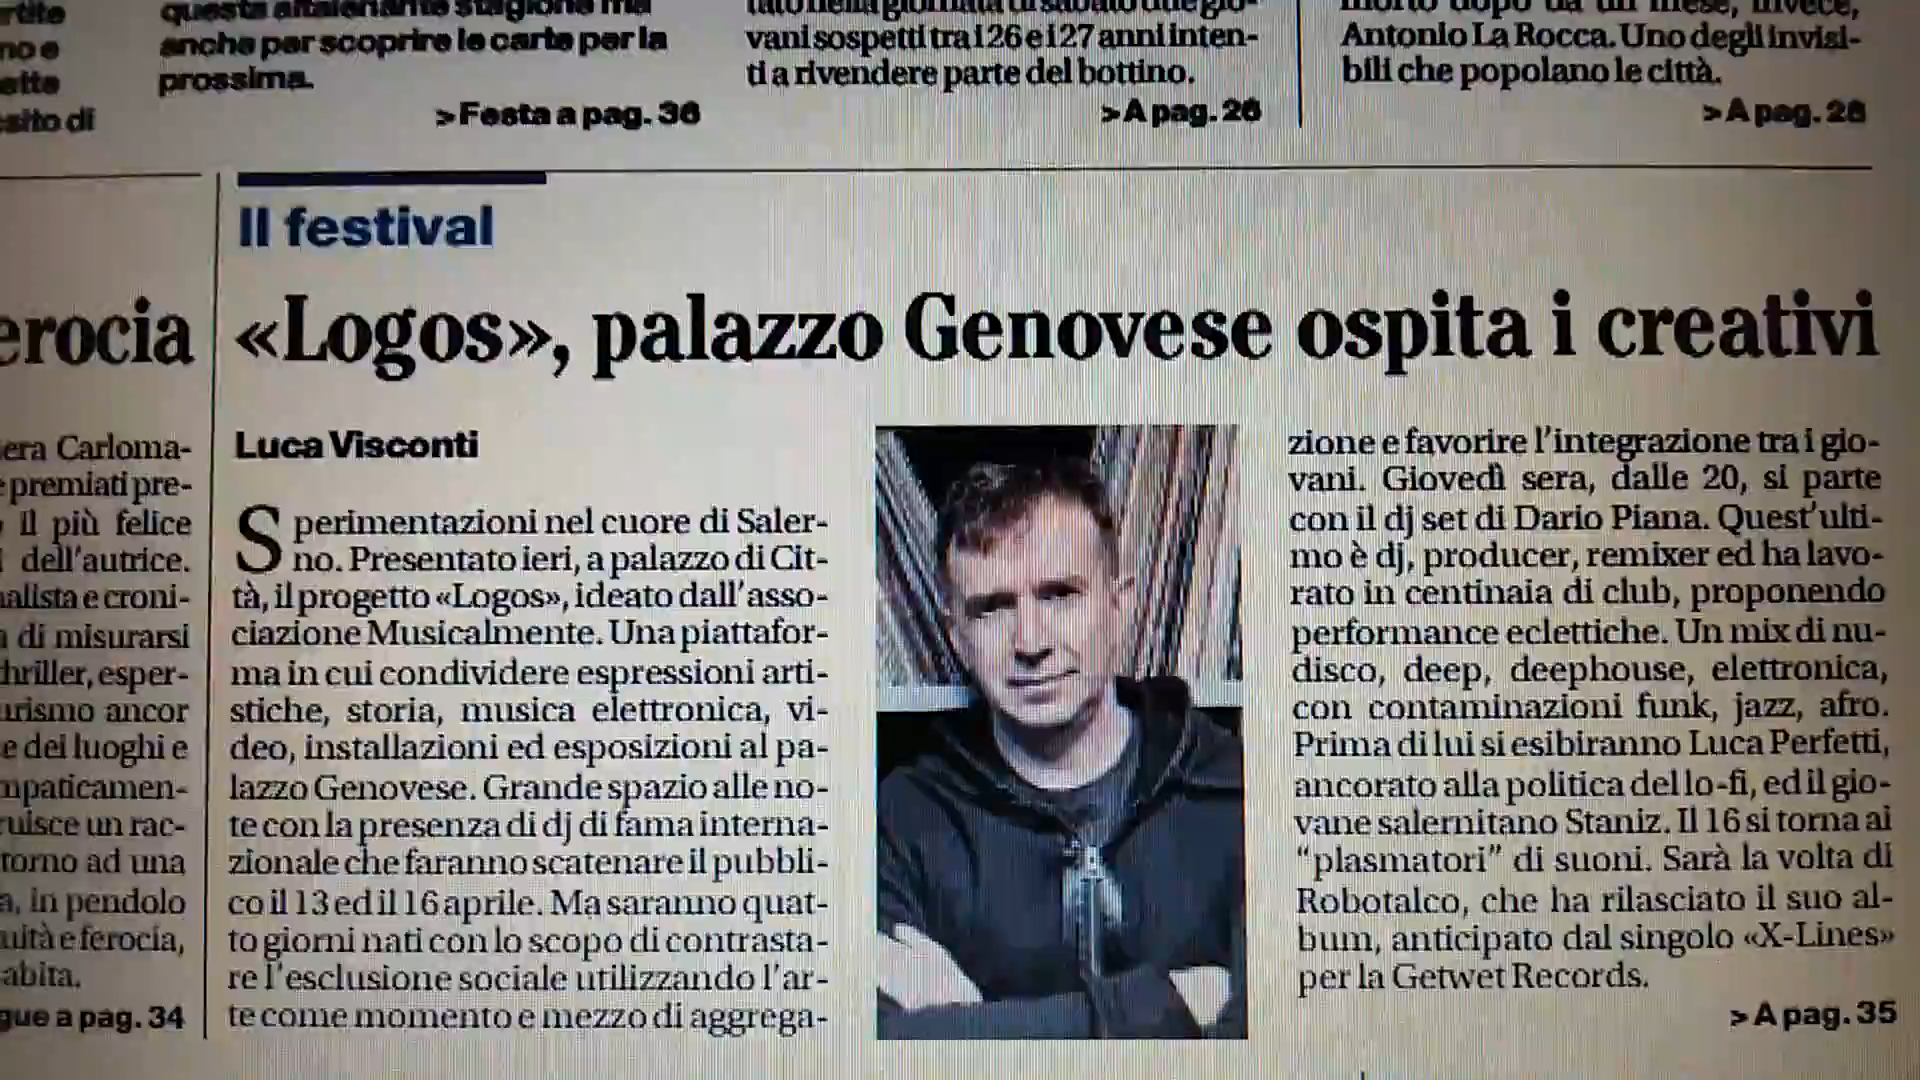 anche per scoprire le carte per la
prossima.
>Festa a pag. 36
vani sospetti tra i 26 e i 27 anni inten-
ti a rivendere parte del bottino.
>A pag. 26
Antonio La Rocca. Uno degli invisi-
bili che popolano le città.
>A pag. 28
erocia
era Carloma-
premiati pre-
il più felice
dell'autrice.
alista e croni-
di misurarsi
hriller, esper-
urismo ancor
e dei luoghi e
mpaticamen-
ruisce un rac-
torno ad una
a, in pendolo
uità e ferocia,
abita.
gue a pag. 34
Il festival
«Logos», palazzo Genovese ospita i creativi
Luca Visconti
Sperimentazioni nel cuore di Saler-
no. Presentato ieri, a palazzo di Cit-
tà, il progetto «Logos», ideato dall'asso-
ciazione Musicalmente. Una piattafor-
ma in cui condividere espressioni arti-
stiche, storia, musica elettronica, vi-
deo, installazioni ed esposizioni al pa-
lazzo Genovese. Grande spazio alle no-
te con la presenza di dj di fama interna-
zionale che faranno scatenare il pubbli-
co il 13 ed il 16 aprile. Ma saranno quat-
to giorni nati con lo scopo di contrasta-
re l'esclusione sociale utilizzando l'ar-
te come momento e mezzo di aggrega-
zione e favorire l'integrazione tra i gio-
vani. Giovedì sera, dalle 20, si parte
con il dj set di Dario Piana. Quest'ulti-
mo è dj, producer, remixer ed ha lavo-
rato in centinaia di club, proponendo
performance eclettiche. Un mix di nu-
disco, deep, deephouse, elettronica,
con contaminazioni funk, jazz, afro.
Prima di lui si esibiranno Luca Perfetti,
ancorato alla politica del lo-fi, ed il gio-
vane salernitano Staniz. Il 16 si torna ai
“plasmatori” di suoni. Sarà la volta di
Robotalco, che ha rilasciato il suo al-
bum, anticipato dal singolo «X-Lines»
per la Getwet Records.
>A pag. 35